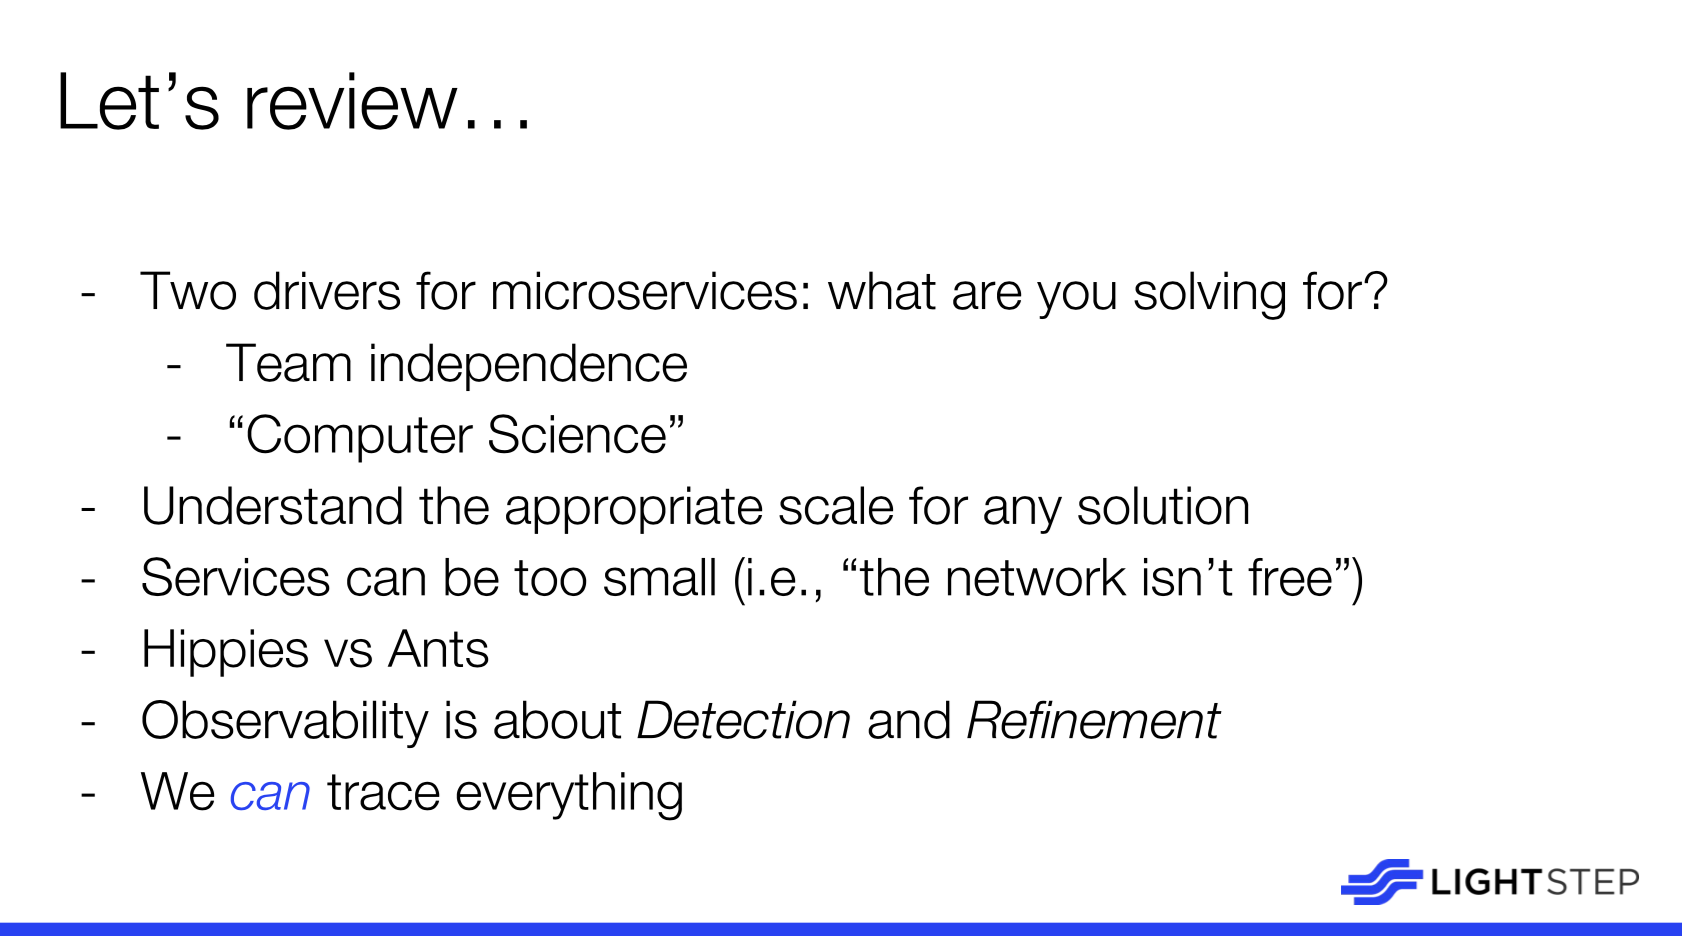 Let’s review…
- Two drivers for microservices: what are you solving for?
- Team independence
- “Computer Science”
- Understand the appropriate scale for any solution
- Services can be too small (i.e., “the network isn’t free”)
- Hippies vs Ants
- Observability is about Detection and Refinement
- We can trace everything
LIGHTSTEP